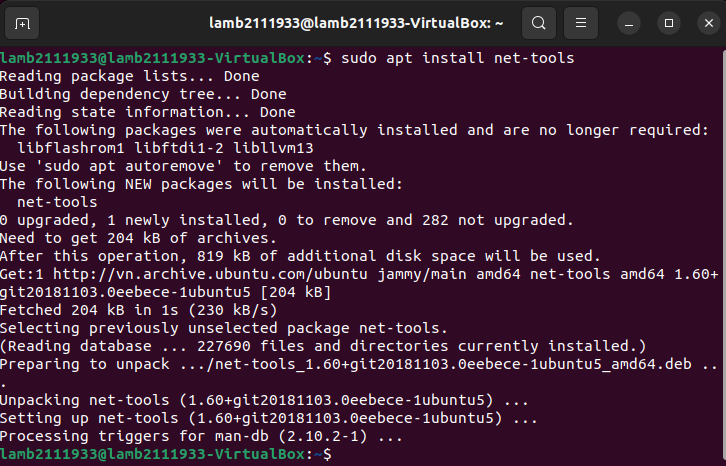 lamb2111933@lamb2111933-VirtualBox: ~
lamb2111933@lamb2111933-VirtualBox:~$ sudo apt install net-tools
Reading package lists... Done
Building dependency tree... Done
Reading state information... Done
The following packages were automatically installed and are no longer required:
  libflashrom1 libftdi1-2 libllvm13
Use 'sudo apt autoremove' to remove them.
The following NEW packages will be installed:
  net-tools
0 upgraded, 1 newly installed, 0 to remove and 282 not upgraded.
Need to get 204 kB of archives.
After this operation, 819 kB of additional disk space will be used.
Get:1 http://vn.archive.ubuntu.com/ubuntu jammy/main amd64 net-tools amd64 1.60+
git20181103.0eebece-1ubuntu5 [204 kB]
Fetched 204 kB in 1s (230 kB/s)
Selecting previously unselected package net-tools.
(Reading database ... 227690 files and directories currently installed.)
Preparing to unpack .../net-tools_1.60+git20181103.0eebece-1ubuntu5_amd64.deb ..
.
Unpacking net-tools (1.60+git20181103.0eebece-1ubuntu5) ...
Setting up net-tools (1.60+git20181103.0eebece-1ubuntu5) ...
Processing triggers for man-db (2.10.2-1) ...
lamb2111933@lamb2111933-VirtualBox:~$